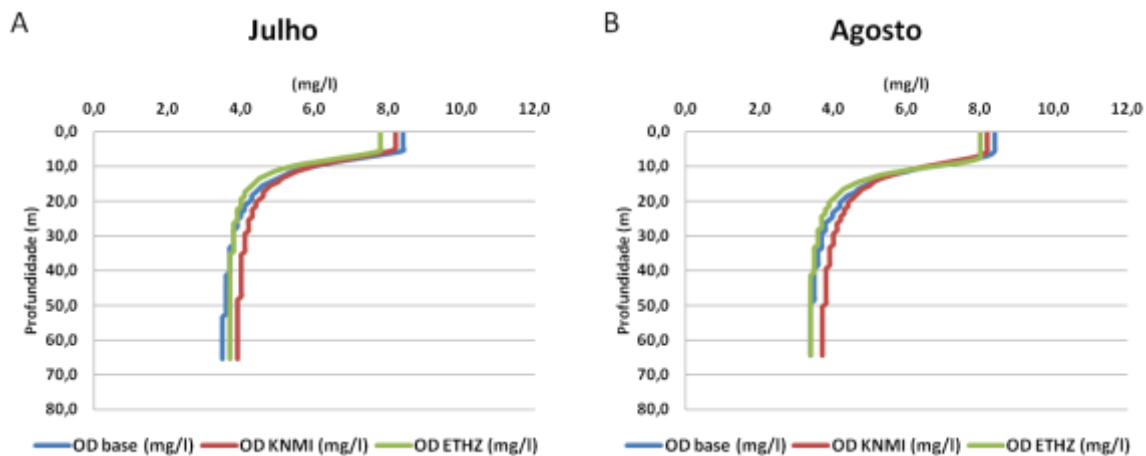 A
Julho
(mg/l)
0,0 2,0 4,0 6,0 8,0 10,0 12,0
0,0
10,0
20,0
30,0
40,0
50,0
60,0
70,0
80,0
Profundidade (m)
OD base (mg/l) OD KNMI (mg/l) OD ETHZ (mg/l)
B
Agosto
(mg/l)
0,0 2,0 4,0 6,0 8,0 10,0 12,0
0,0
10,0
20,0
30,0
40,0
50,0
60,0
70,0
80,0
Profundidade (m)
OD base (mg/l) OD KNMI (mg/l) OD ETHZ (mg/l)